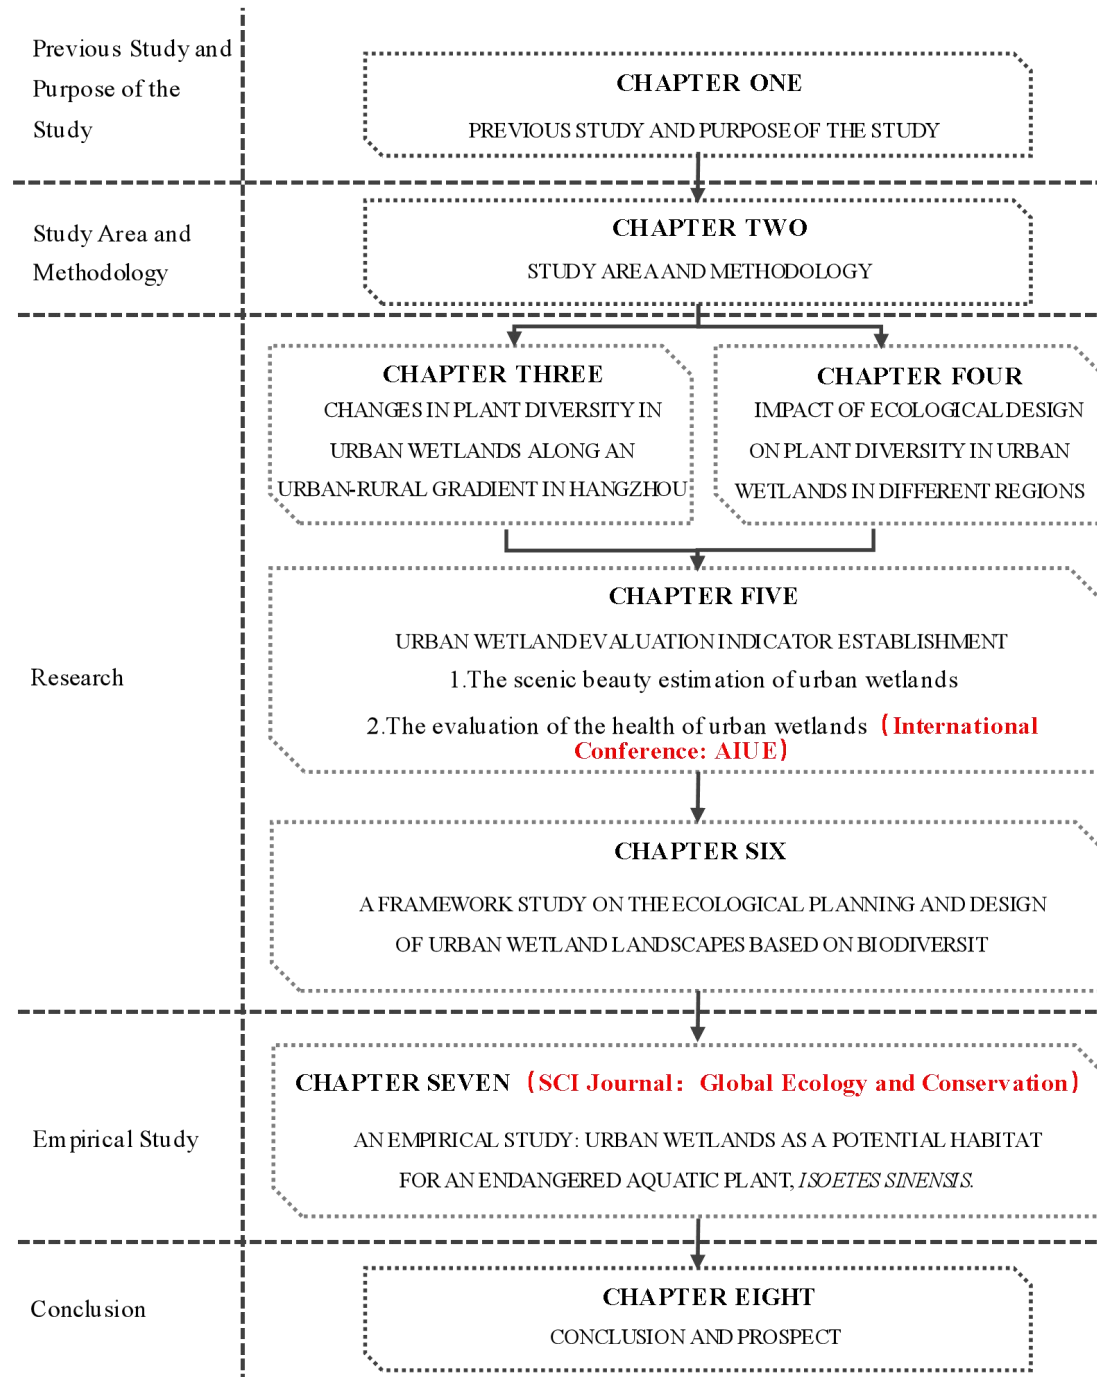 Previous Study and
Purpose of the
Study
CHAPTER ONE
PREVIOUS STUDY AND PURPOSE OF THE STUDY
Study Area and
Methodology
CHAPTER TWO
STUDY AREA AND METHODOLOGY
Research
CHAPTER THREE
CHANGES IN PLANT DIVERSITY IN
URBAN WETLANDS ALONG AN
URBAN-RURAL GRADIENT IN HANGZHOU
CHAPTER FOUR
IMPACT OF ECOLOGICAL DESIGN
ON PLANT DIVERSITY IN URBAN
WETLANDS IN DIFFERENT REGIONS
CHAPTER FIVE
URBAN WETLAND EVALUATION INDICATOR ESTABLISHMENT
1.The scenic beauty estimation of urban wetlands
2.The evaluation of the health of urban wetlands (International
Conference: AIUE)
CHAPTER SIX
A FRAMEWORK STUDY ON THE ECOLOGICAL PLANNING AND DESIGN
OF URBAN WETLAND LANDSCAPES BASED ON BIODIVERSIT
Empirical Study
CHAPTER SEVEN (SCI Journal: Global Ecology and Conservation)
AN EMPIRICAL STUDY: URBAN WETLANDS AS A POTENTIAL HABITAT
FOR AN ENDANGERED AQUATIC PLANT, ISOETES SINENSIS.
Conclusion
CHAPTER EIGHT
CONCLUSION AND PROSPECT